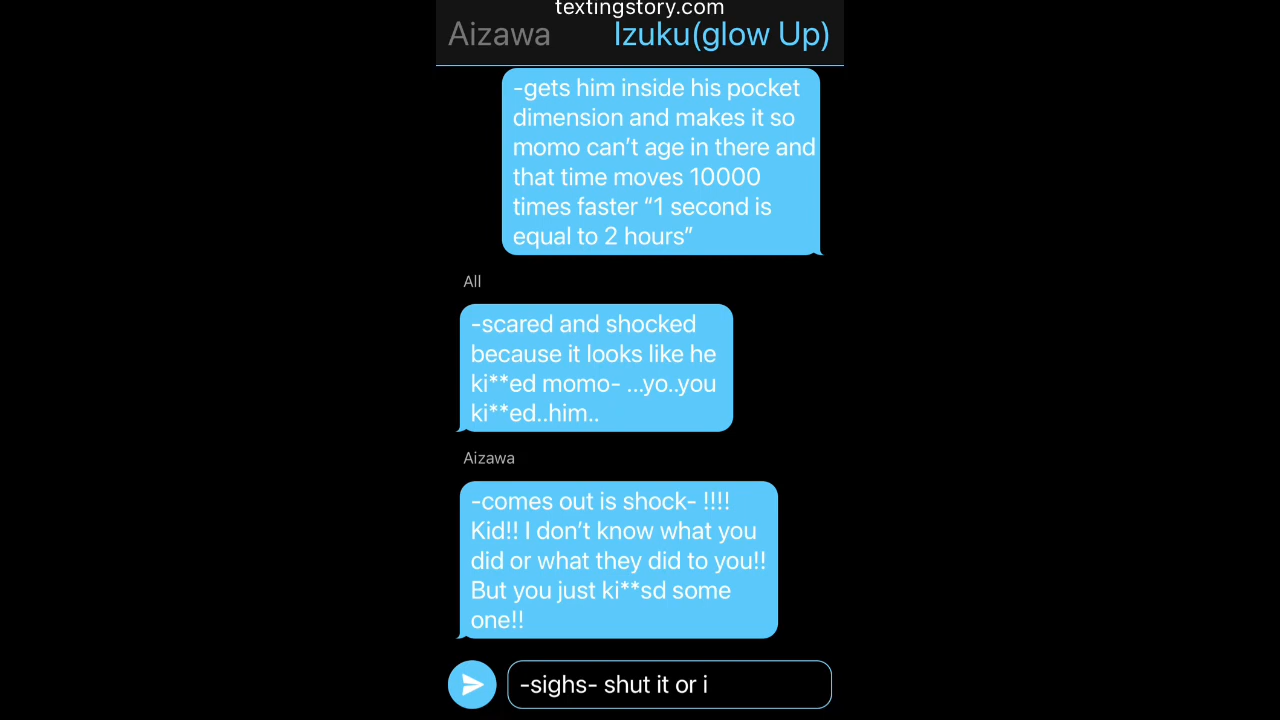 textingstory.com
Aizawa Izuku(glow Up)
-gets him inside his pocket
dimension and makes it so
momo can’t age in there and
that time moves 10000
times faster “1 second is
equal to 2 hours”
All
-scared and shocked
because it looks like he
ki**ed momo- ...yo..you
ki**ed..him..
Aizawa
-comes out is shock- !!!!
Kid!! I don’t know what you
did or what they did to you!!
But you just ki**sd some
one!!
-sighs- shut it or i